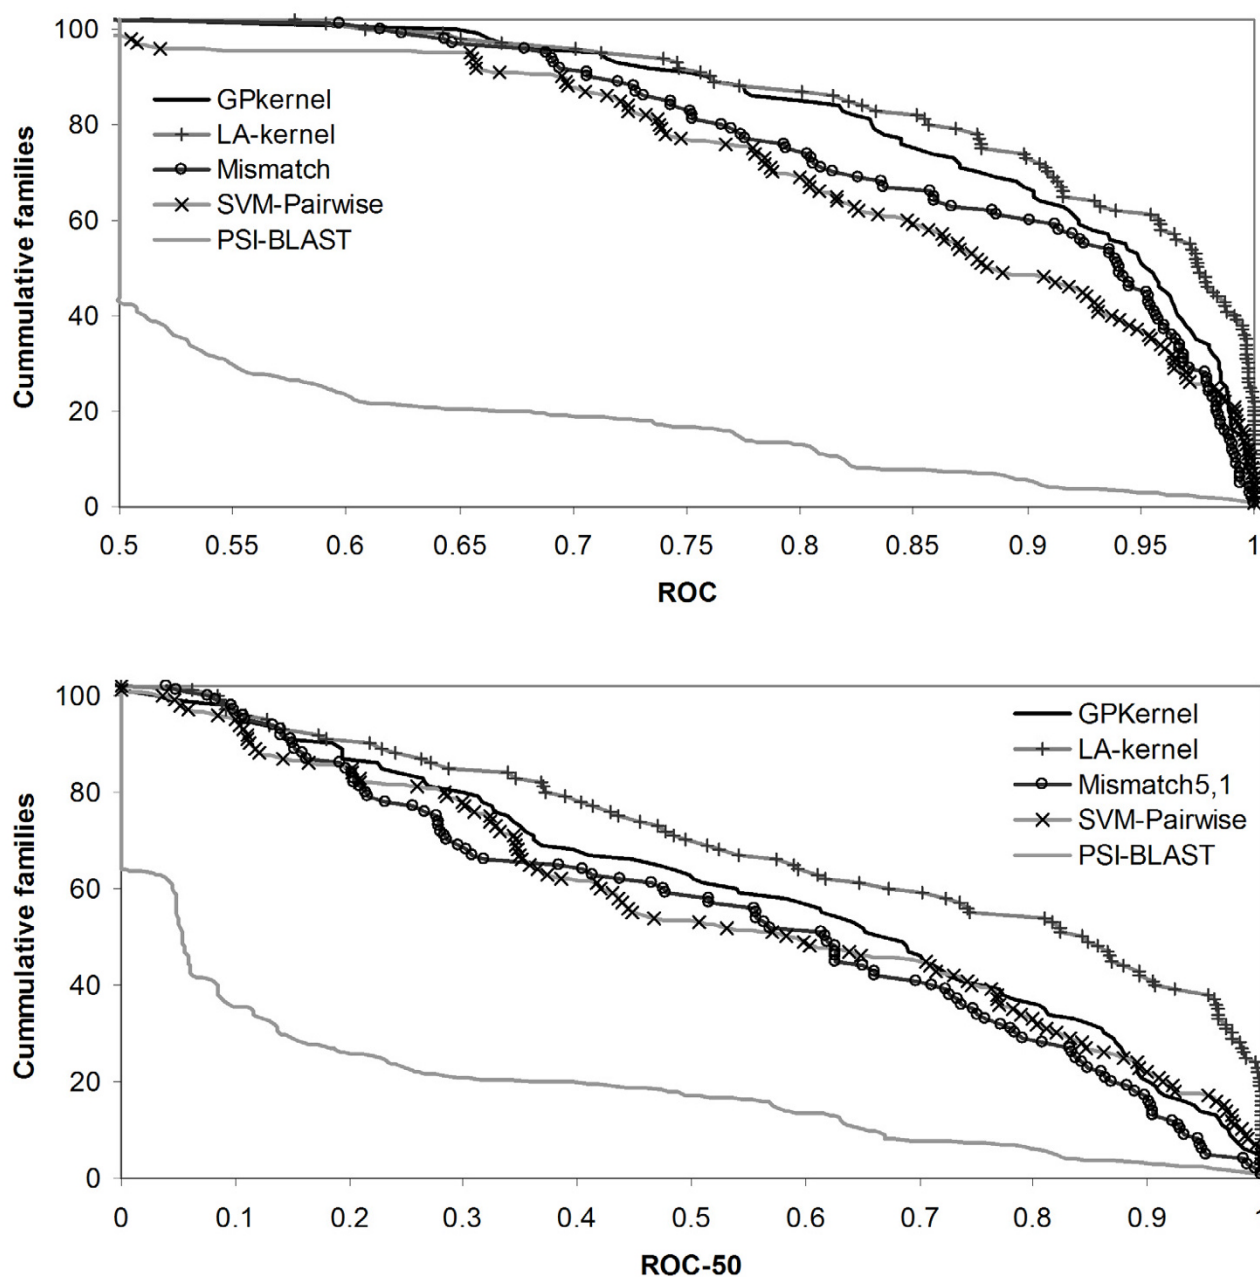 Cummulative families
100
80
60
40
20
0
GPkernel
LA-kernel
Mismatch
SVM-Pairwise
PSI-BLAST
0.5 0.55 0.6 0.65 0.7 0.75 0.8 0.85 0.9 0.95 1
ROC
Cummulative families
100
80
60
40
20
0
GPKernel
LA-kernel
Mismatch5,1
SVM-Pairwise
PSI-BLAST
0 0.1 0.2 0.3 0.4 0.5 0.6 0.7 0.8 0.9 1
ROC-50